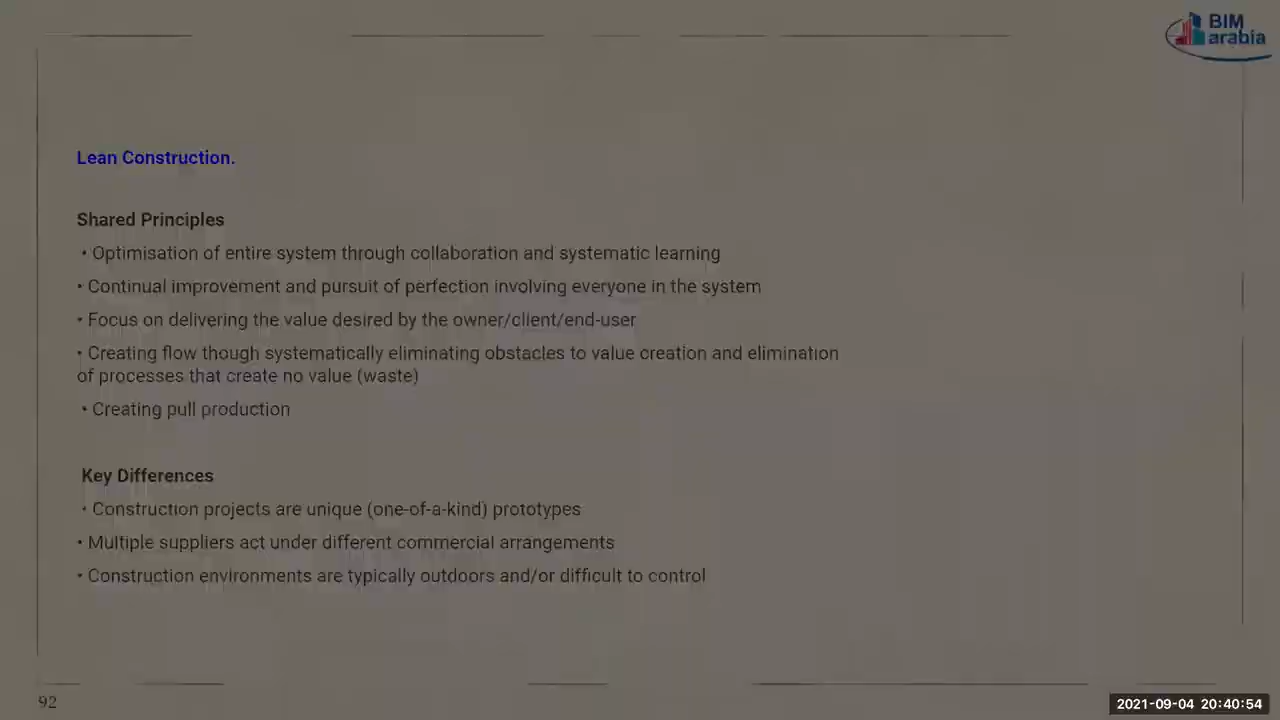 BIM
arabia
Lean Construction.
Shared Principles
• Optimisation of entire system through collaboration and systematic learning
• Continual improvement and pursuit of perfection involving everyone in the system
• Focus on delivering the value desired by the owner/client/end-user
• Creating flow though systematically eliminating obstacles to value creation and elimination
of processes that create no value (waste)
• Creating pull production
Key Differences
• Construction projects are unique (one-of-a-kind) prototypes
• Multiple suppliers act under different commercial arrangements
• Construction environments are typically outdoors and/or difficult to control
92
2021-09-04 20:40:54